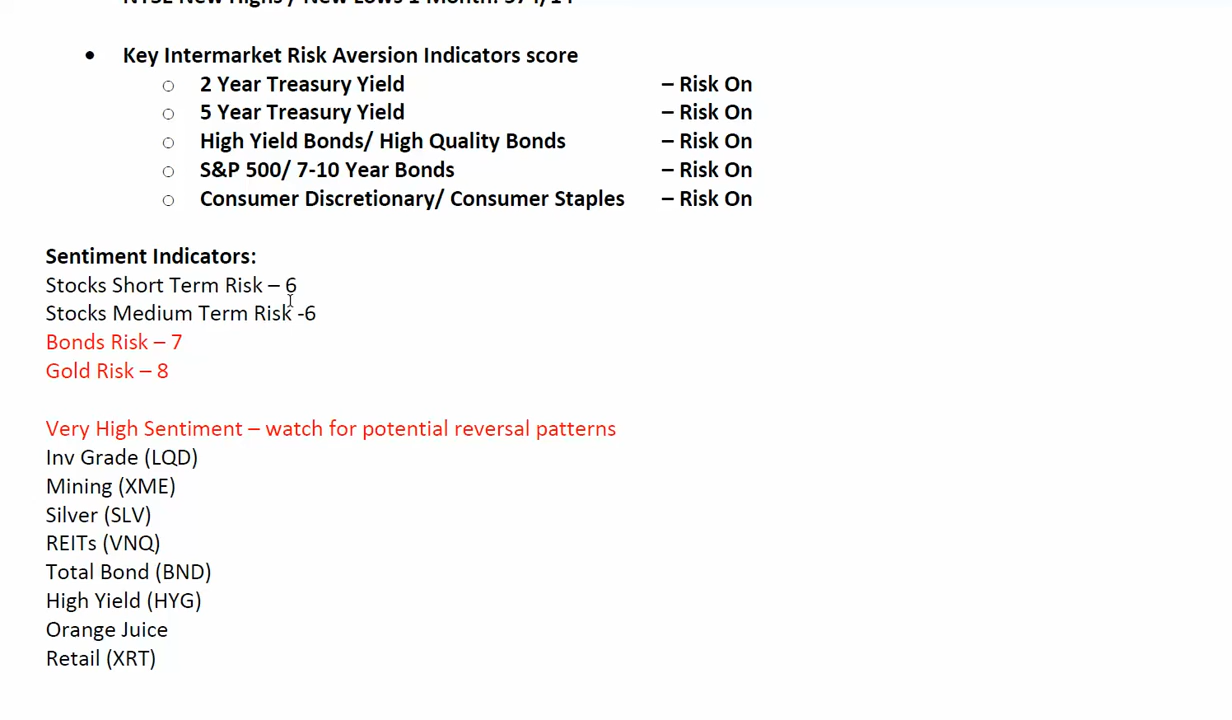 Key Intermarket Risk Aversion Indicators score
2 Year Treasury Yield – Risk On
5 Year Treasury Yield – Risk On
High Yield Bonds/ High Quality Bonds – Risk On
S&P 500/ 7-10 Year Bonds – Risk On
Consumer Discretionary/ Consumer Staples – Risk On
Sentiment Indicators:
Stocks Short Term Risk – 6
Stocks Medium Term Risk -6
Bonds Risk – 7
Gold Risk – 8
Very High Sentiment – watch for potential reversal patterns
Inv Grade (LQD)
Mining (XME)
Silver (SLV)
REITs (VNQ)
Total Bond (BND)
High Yield (HYG)
Orange Juice
Retail (XRT)